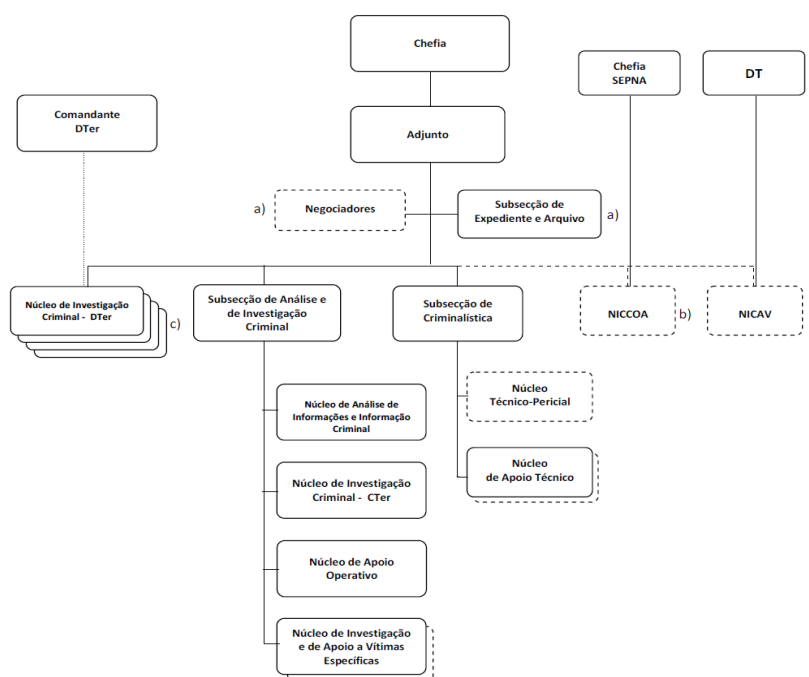 Chefia
Chefia
SEPNA
DT
Comandante
DTer
Adjunto
a)
Negociadores
Subsecção de
Expediente e Arquivo
a)
Núcleo de Investigação
Criminal - DTer
c)
Subsecção de Análise e
de Investigação
Criminal
Subsecção de
Criminalística
NICCOA
b)
NICAV
Núcleo de Análise de
Informações e Informação
Criminal
Núcleo
Técnico-Pericial
Núcleo de Investigação
Criminal - CTer
Núcleo
de Apoio Técnico
Núcleo de Apoio
Operativo
Núcleo de Investigação
e de Apoio a Vítimas
Específicas